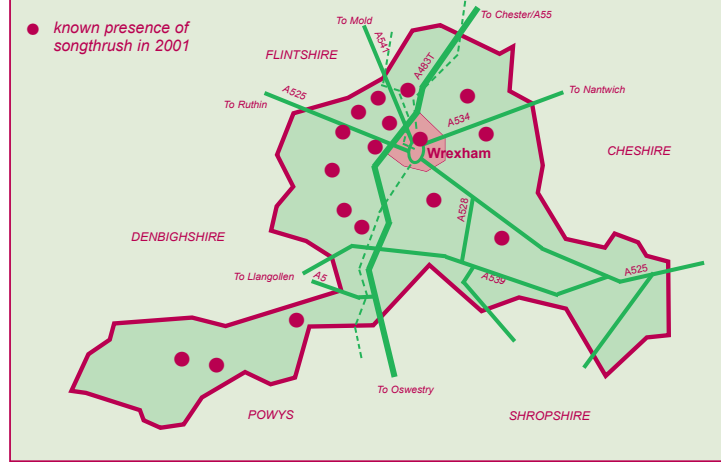 known presence of
songthrush in 2001
To Mold
To Chester/A55
FLINTSHIRE
A541
A483T
A525
To Ruthin
To Nantwich
A534
Wrexham
CHESHIRE
A528
DENBIGHSHIRE
To Llangollen
A5
A539
A525
To Oswestry
POWYS
SHROPSHIRE